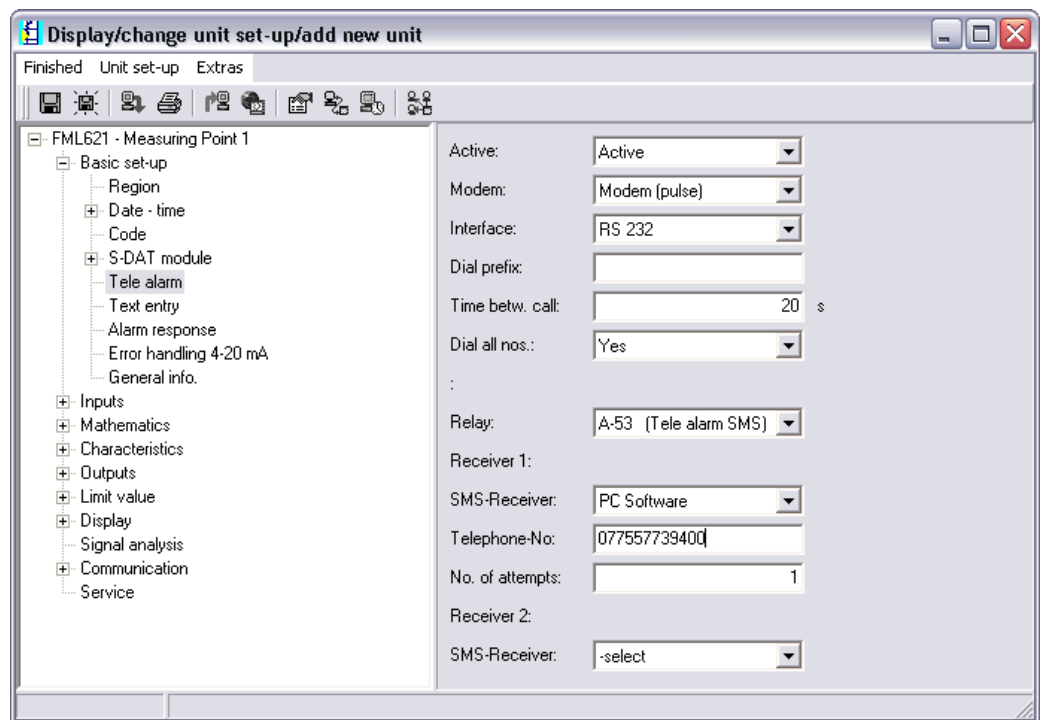 Display/change unit set-up/add new unit
Finished Unit set-up Extras
FML621 - Measuring Point 1
Basic set-up
Region
Date - time
Code
S-DAT module
Tele alarm
Text entry
Alarm response
Error handling 4-20 mA
General info.
Inputs
Mathematics
Characteristics
Outputs
Limit value
Display
Signal analysis
Communication
Service
Active: Active
Modem: Modem (pulse)
Interface: RS 232
Dial prefix:
Time betw. call: 20 s
Dial all nos.: Yes
:
Relay: A-53 (Tele alarm SMS)
Receiver 1:
SMS-Receiver: PC Software
Telephone-No: 077557739400
No. of attempts: 1
Receiver 2:
SMS-Receiver: -select